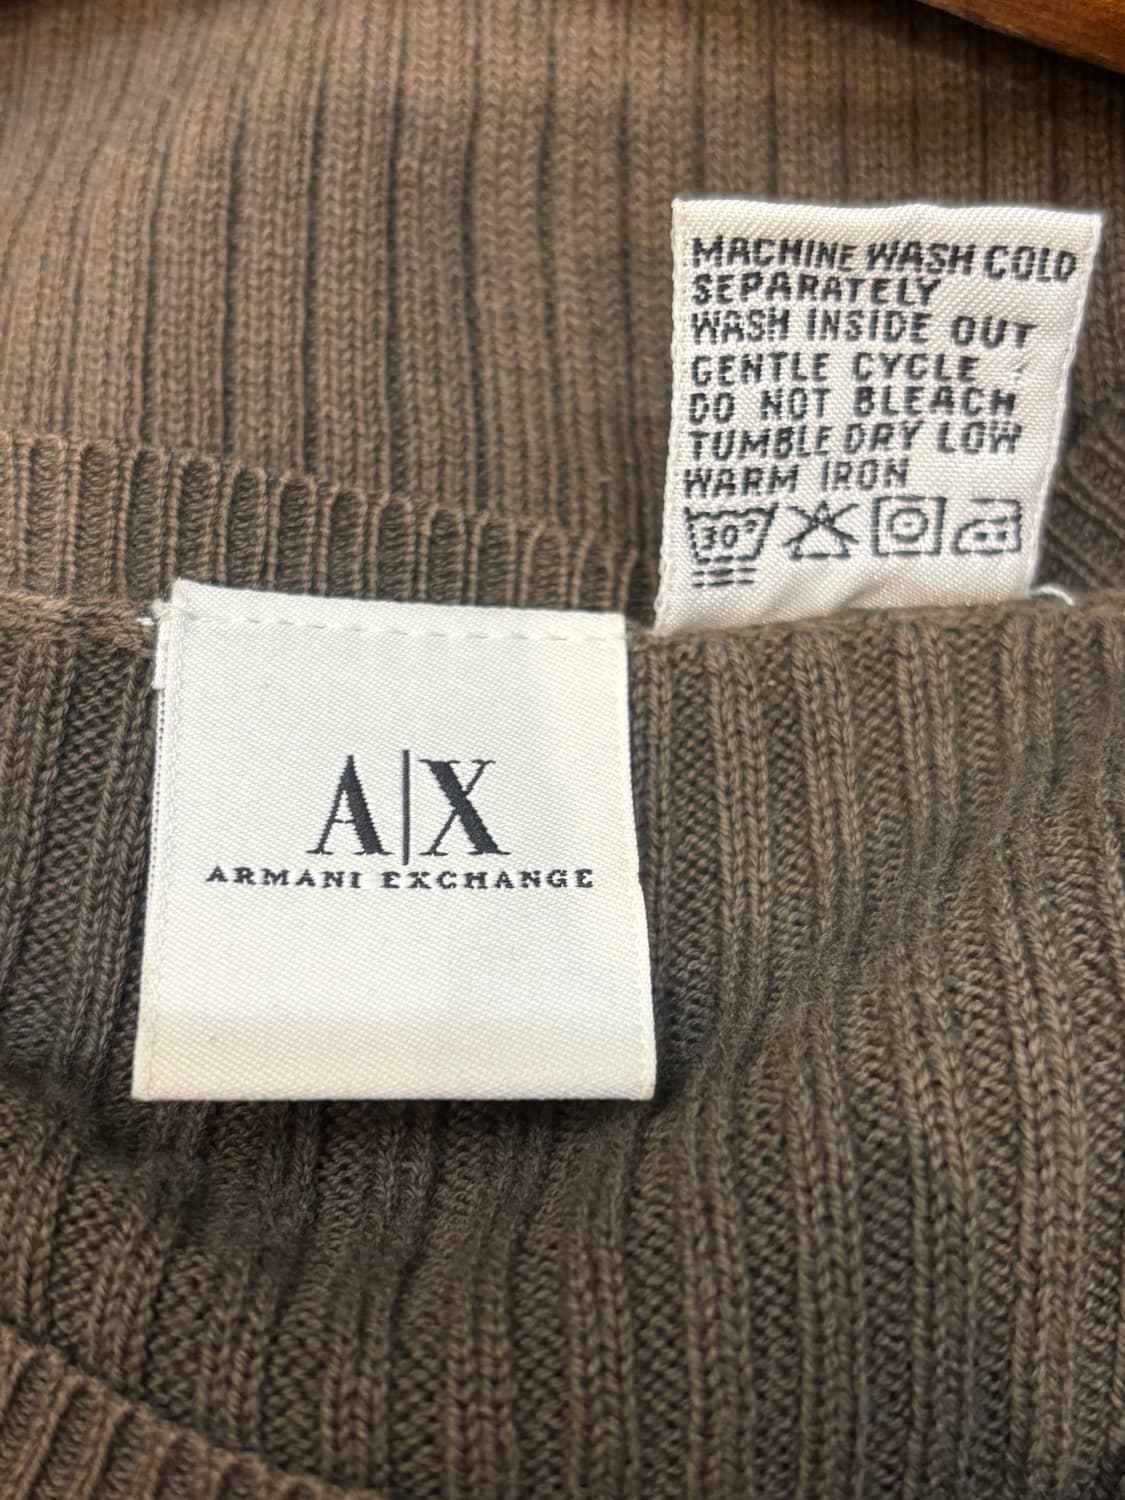 MACHINE WASH COLD
SEPARATELY
WASH INSIDE OUT
GENTLE CYCLE
DO NOT BLEACH
TUMBLE DRY LOW
WARM IRON
30°
A|X
ARMANI EXCHANGE